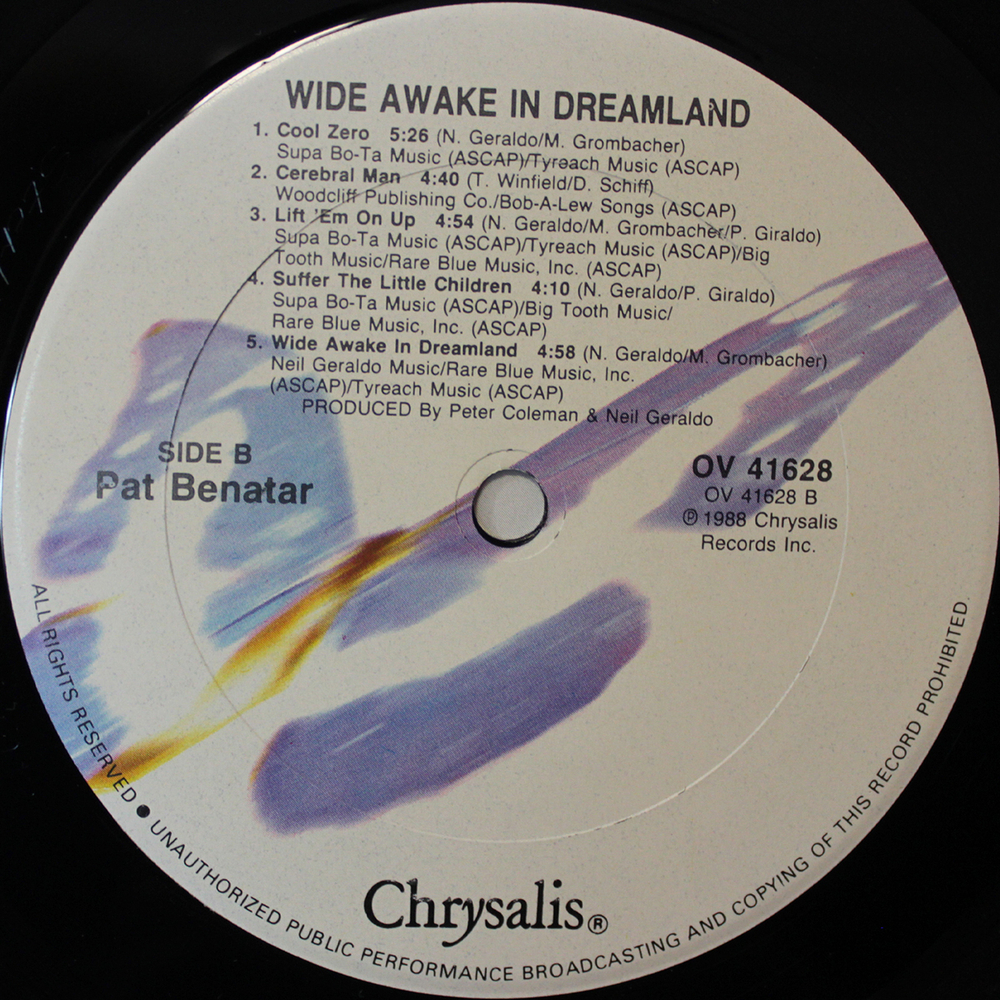 WIDE AWAKE IN DREAMLAND
1. Cool Zero 5:26 (N. Geraldo/M. Grombacher)
Supa Bo-Ta Music (ASCAP)/Tyreach Music (ASCAP)
2. Cerebral Man 4:40 (T. Winfield/D. Schiff)
Woodcliff Publishing Co./Bob-A-Lew Songs (ASCAP)
3. Lift 'Em On Up 4:54 (N. Geraldo/M. Grombacher/P. Giraldo)
Supa Bo-Ta Music (ASCAP)/Tyreach Music (ASCAP)/Big
Tooth Music/Rare Blue Music, Inc. (ASCAP)
4. Suffer The Little Children 4:10 (N. Geraldo/P. Giraldo)
Supa Bo-Ta Music (ASCAP)/Big Tooth Music/
Rare Blue Music, Inc. (ASCAP)
5. Wide Awake In Dreamland 4:58 (N. Geraldo/M. Grombacher)
Neil Geraldo Music/Rare Blue Music, Inc.
(ASCAP)/Tyreach Music (ASCAP)
PRODUCED By Peter Coleman & Neil Geraldo
SIDE B
Pat Benatar
OV 41628
OV 41628 B
℗ 1988 Chrysalis
Records Inc.
Chrysalis®
ALL RIGHTS RESERVED ● UNAUTHORIZED PUBLIC PERFORMANCE BROADCASTING AND COPYING OF THIS RECORD PROHIBITED.